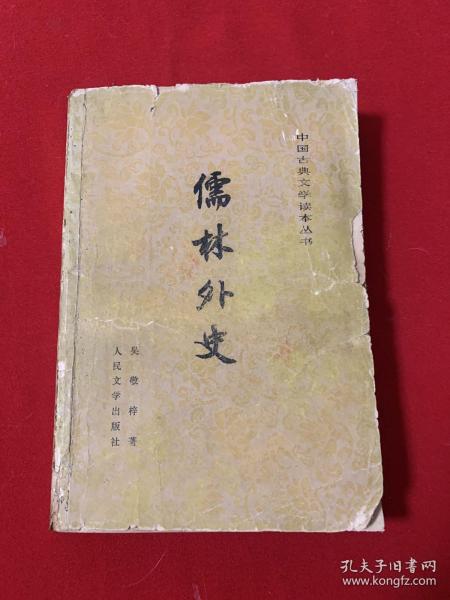 中国古典文学读本丛书
儒林外史
吴敬梓著
人民文学出版社
孔夫子旧书网
www.kongfz.com